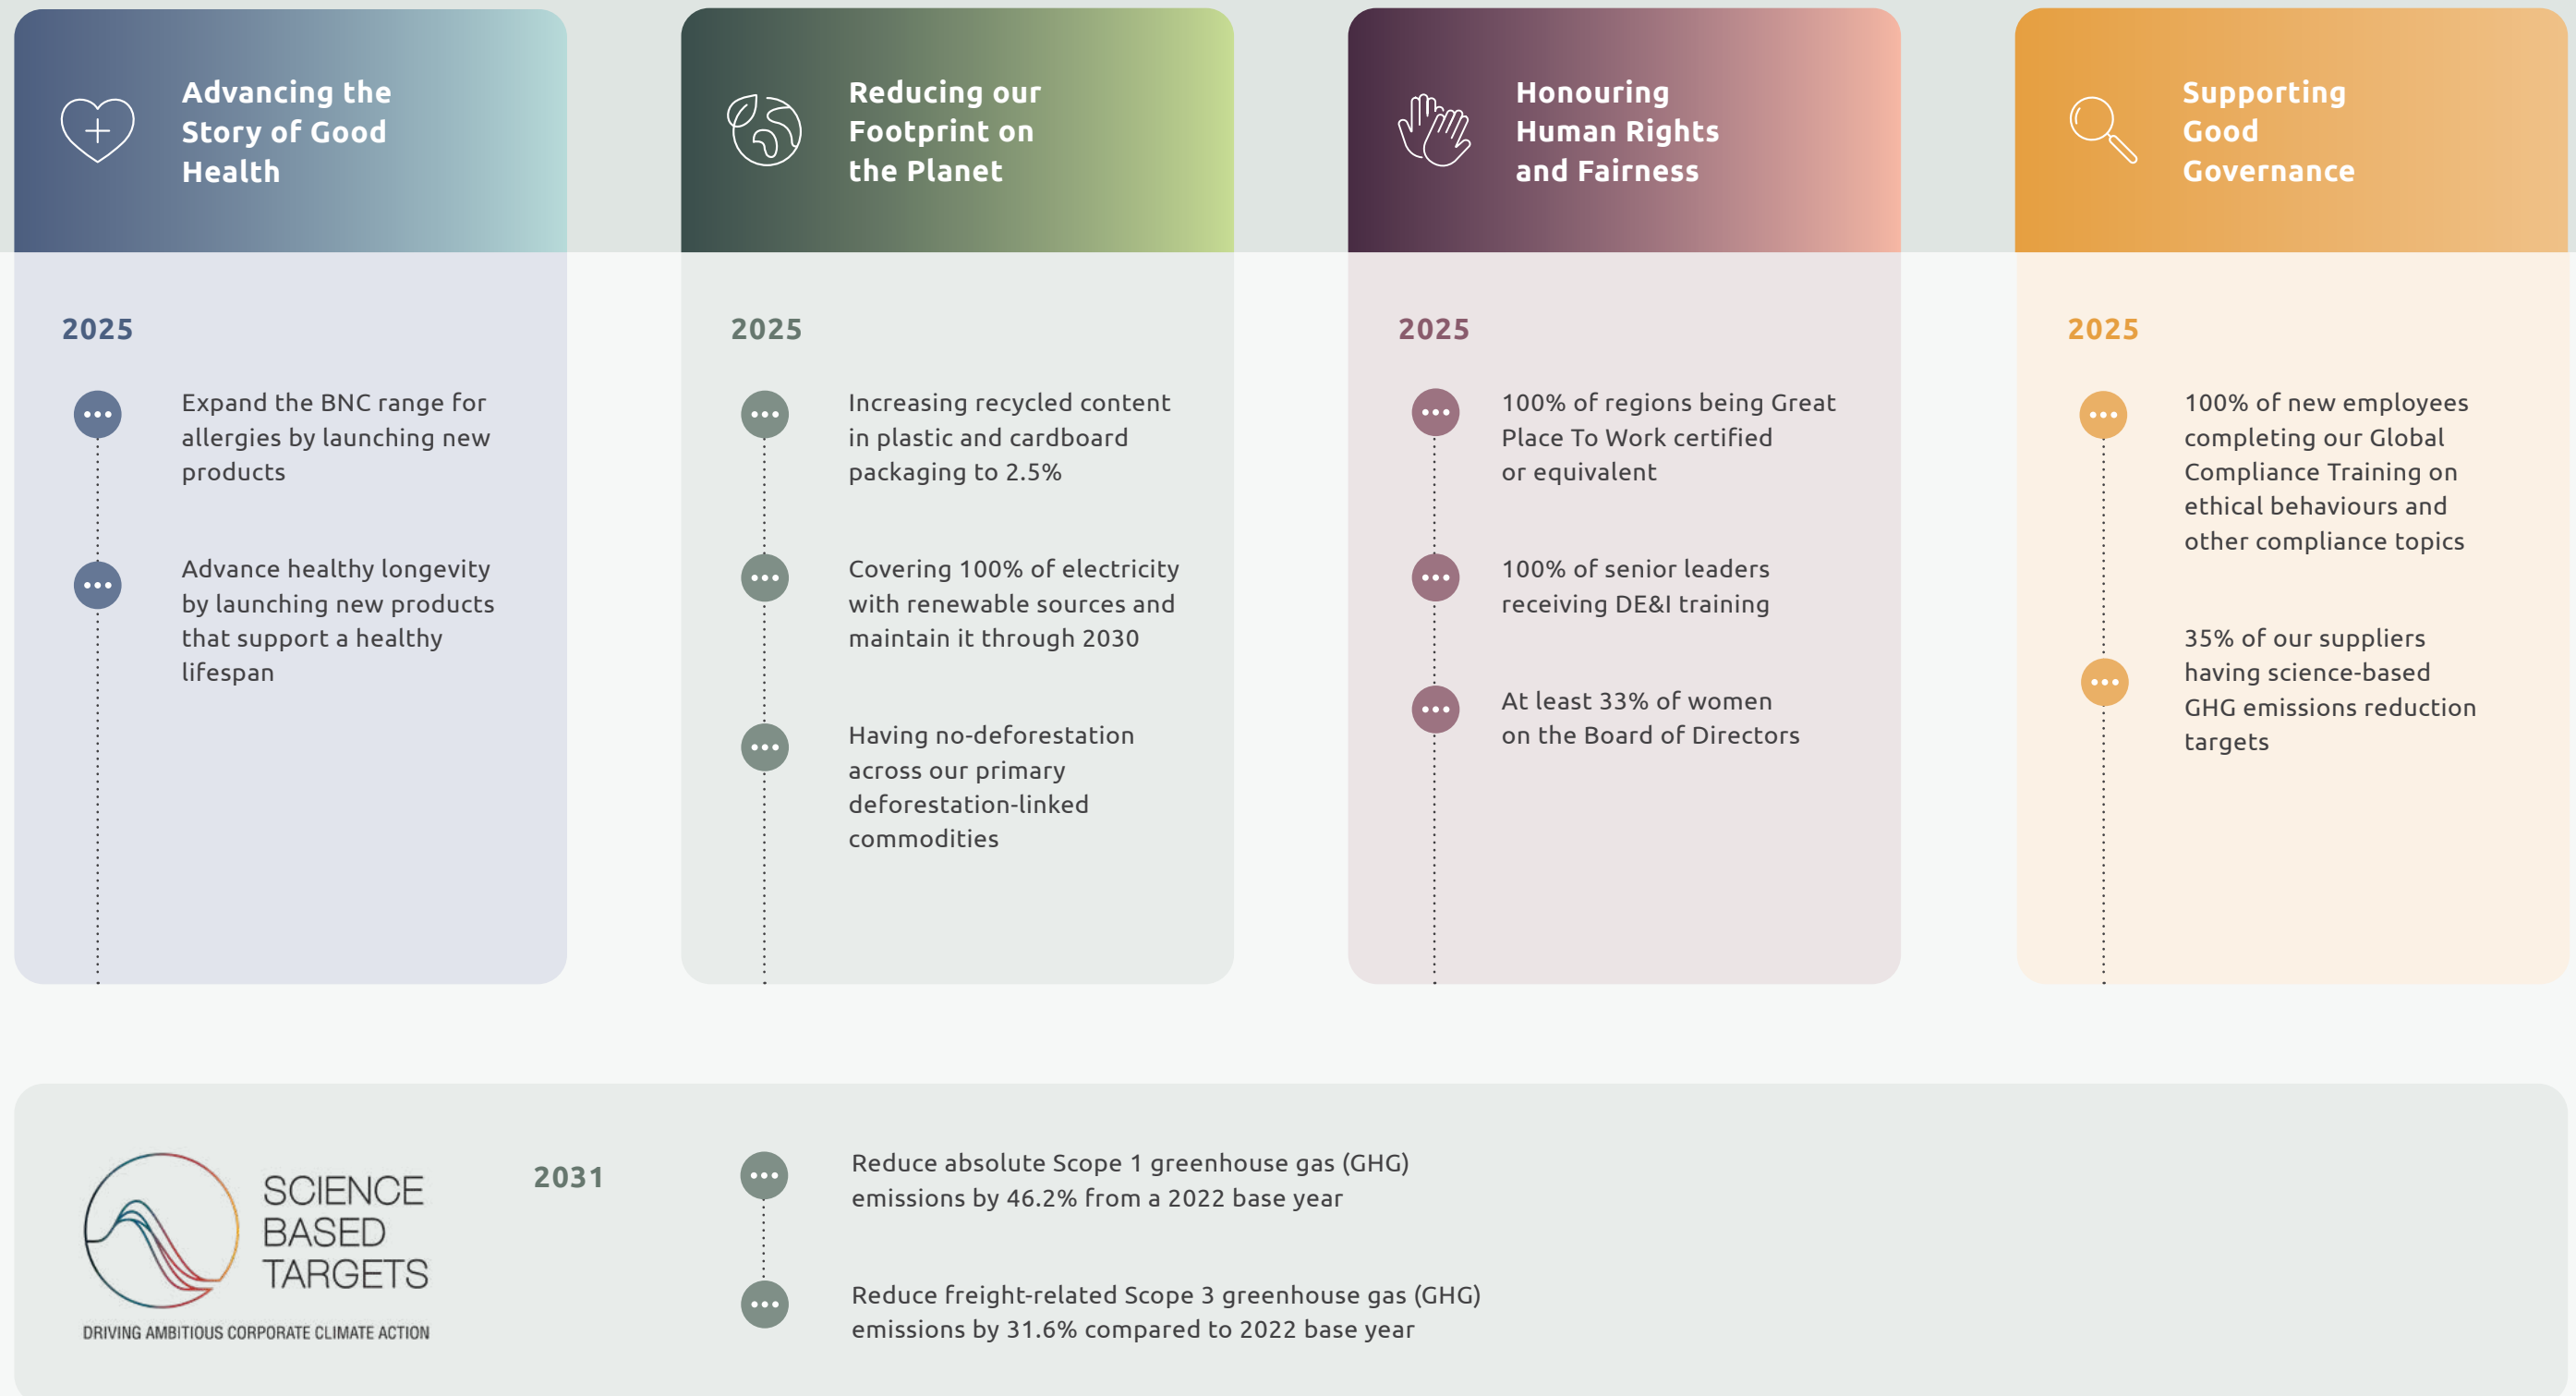 Advancing the
Story of Good
Health
2025
Expand the BNC range for
allergies by launching new
products
Advance healthy longevity
by launching new products
that support a healthy
lifespan
Reducing our
Footprint on
the Planet
2025
Increasing recycled content
in plastic and cardboard
packaging to 2.5%
Covering 100% of electricity
with renewable sources and
maintain it through 2030
Having no-deforestation
across our primary
deforestation-linked
commodities
Honouring
Human Rights
and Fairness
2025
100% of regions being Great
Place To Work certified
or equivalent
100% of senior leaders
receiving DE&I training
At least 33% of women
on the Board of Directors
Supporting
Good
Governance
2025
100% of new employees
completing our Global
Compliance Training on
ethical behaviours and
other compliance topics
35% of our suppliers
having science-based
GHG emissions reduction
targets
SCIENCE
BASED
TARGETS
DRIVING AMBITIOUS CORPORATE CLIMATE ACTION
2031
Reduce absolute Scope 1 greenhouse gas (GHG)
emissions by 46.2% from a 2022 base year
Reduce freight-related Scope 3 greenhouse gas (GHG)
emissions by 31.6% compared to 2022 base year